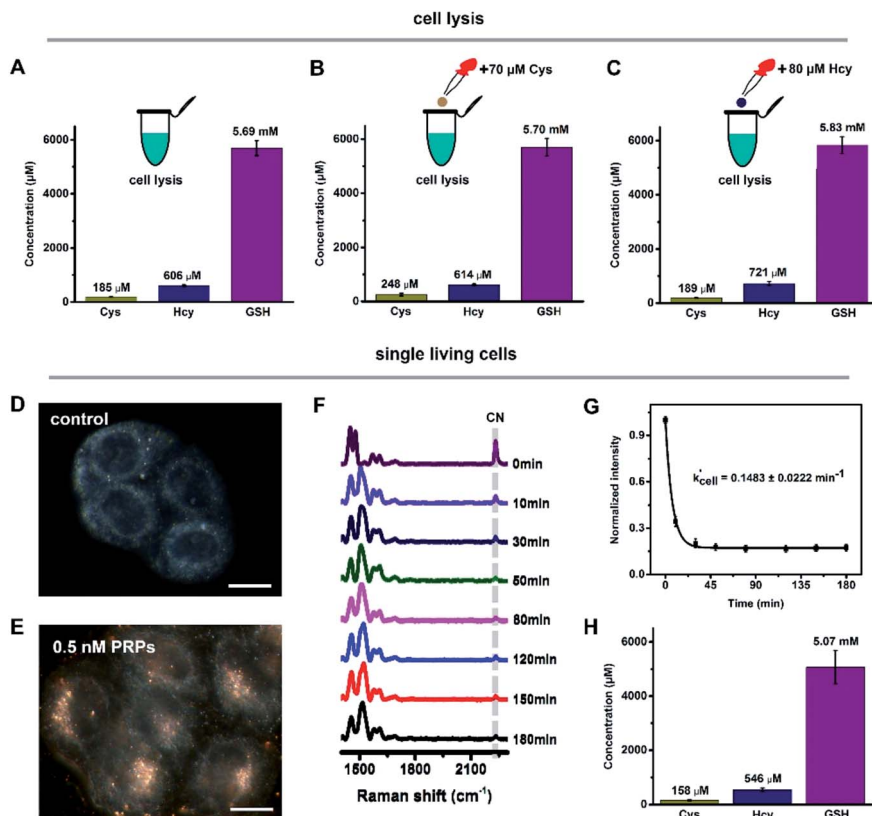 cell lysis
A
cell lysis
Concentration (μM)
6000
4000
2000
0
185 μM
606 μM
5.69 mM
Cys
Hcy
GSH
B
+70 μM Cys
cell lysis
Concentration (μM)
6000
4000
2000
0
248 μM
614 μM
5.70 mM
Cys
Hcy
GSH
C
+80 μM Hcy
cell lysis
Concentration (μM)
6000
4000
2000
0
189 μM
721 μM
5.83 mM
Cys
Hcy
GSH
single living cells
D
control
E
0.5 nM PRPs
F
CN
0min
10min
30min
50min
80min
120min
150min
180min
1500
1800
2100
Raman shift (cm⁻¹)
G
Normalized intensity
0.9
0.6
0.3
0.0
k'cell = 0.1483 ± 0.0222 min⁻¹
0
45
90
135
180
Time (min)
H
Concentration (μM)
6000
4000
2000
0
158 μM
546 μM
5.07 mM
Cys
Hcy
GSH